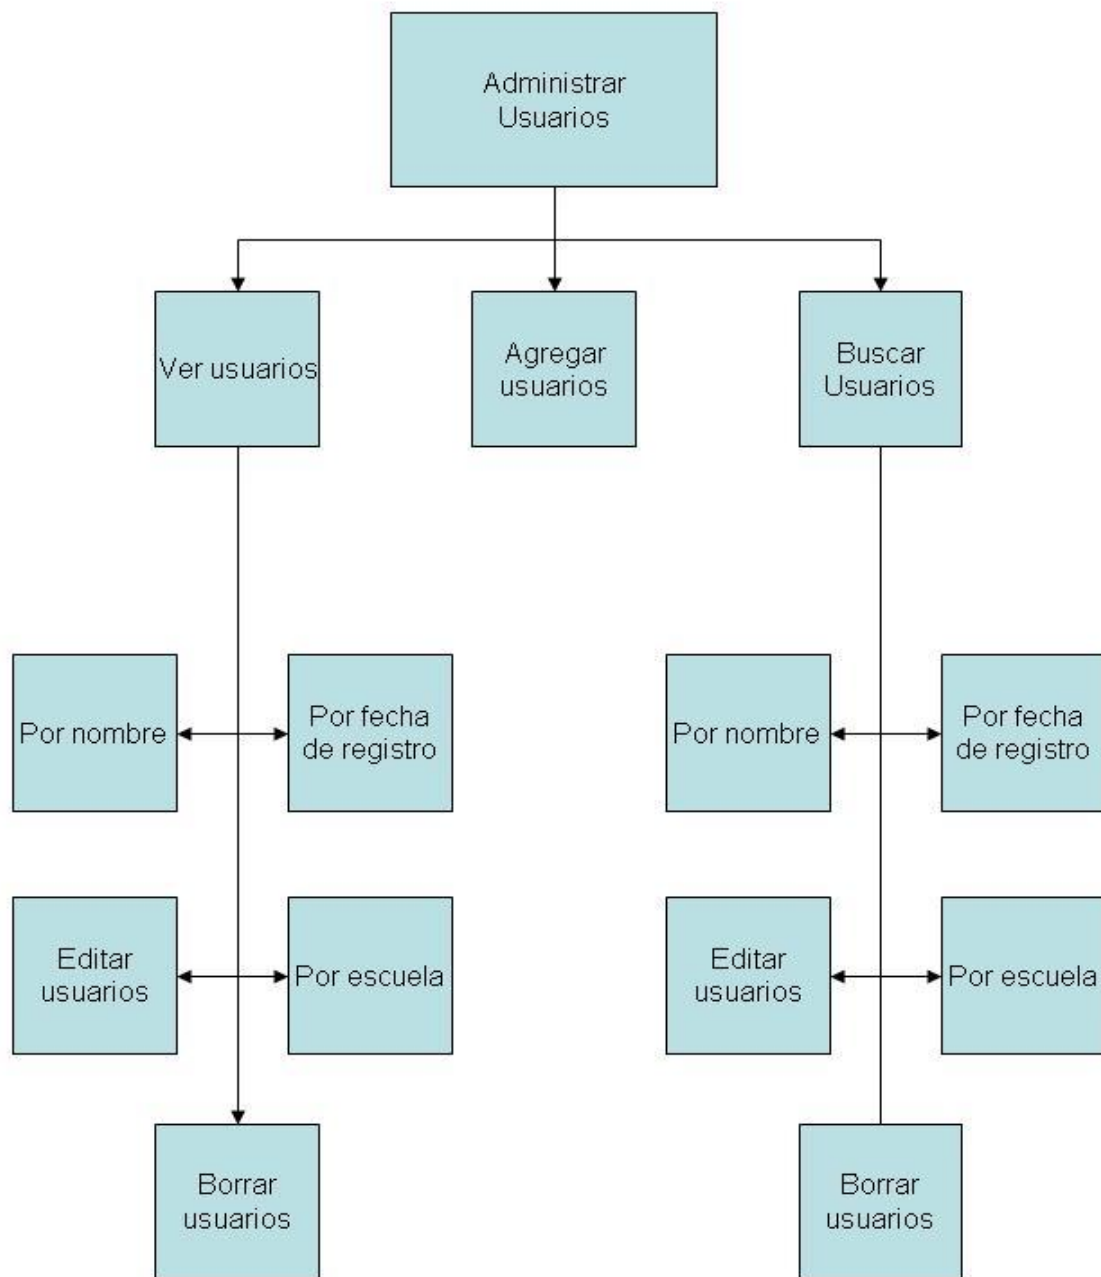 Administrar
Usuarios
Ver usuarios
Agregar
usuarios
Buscar
Usuarios
Por nombre
Por fecha
de registro
Por nombre
Por fecha
de registro
Editar
usuarios
Por escuela
Editar
usuarios
Por escuela
Borrar
usuarios
Borrar
usuarios